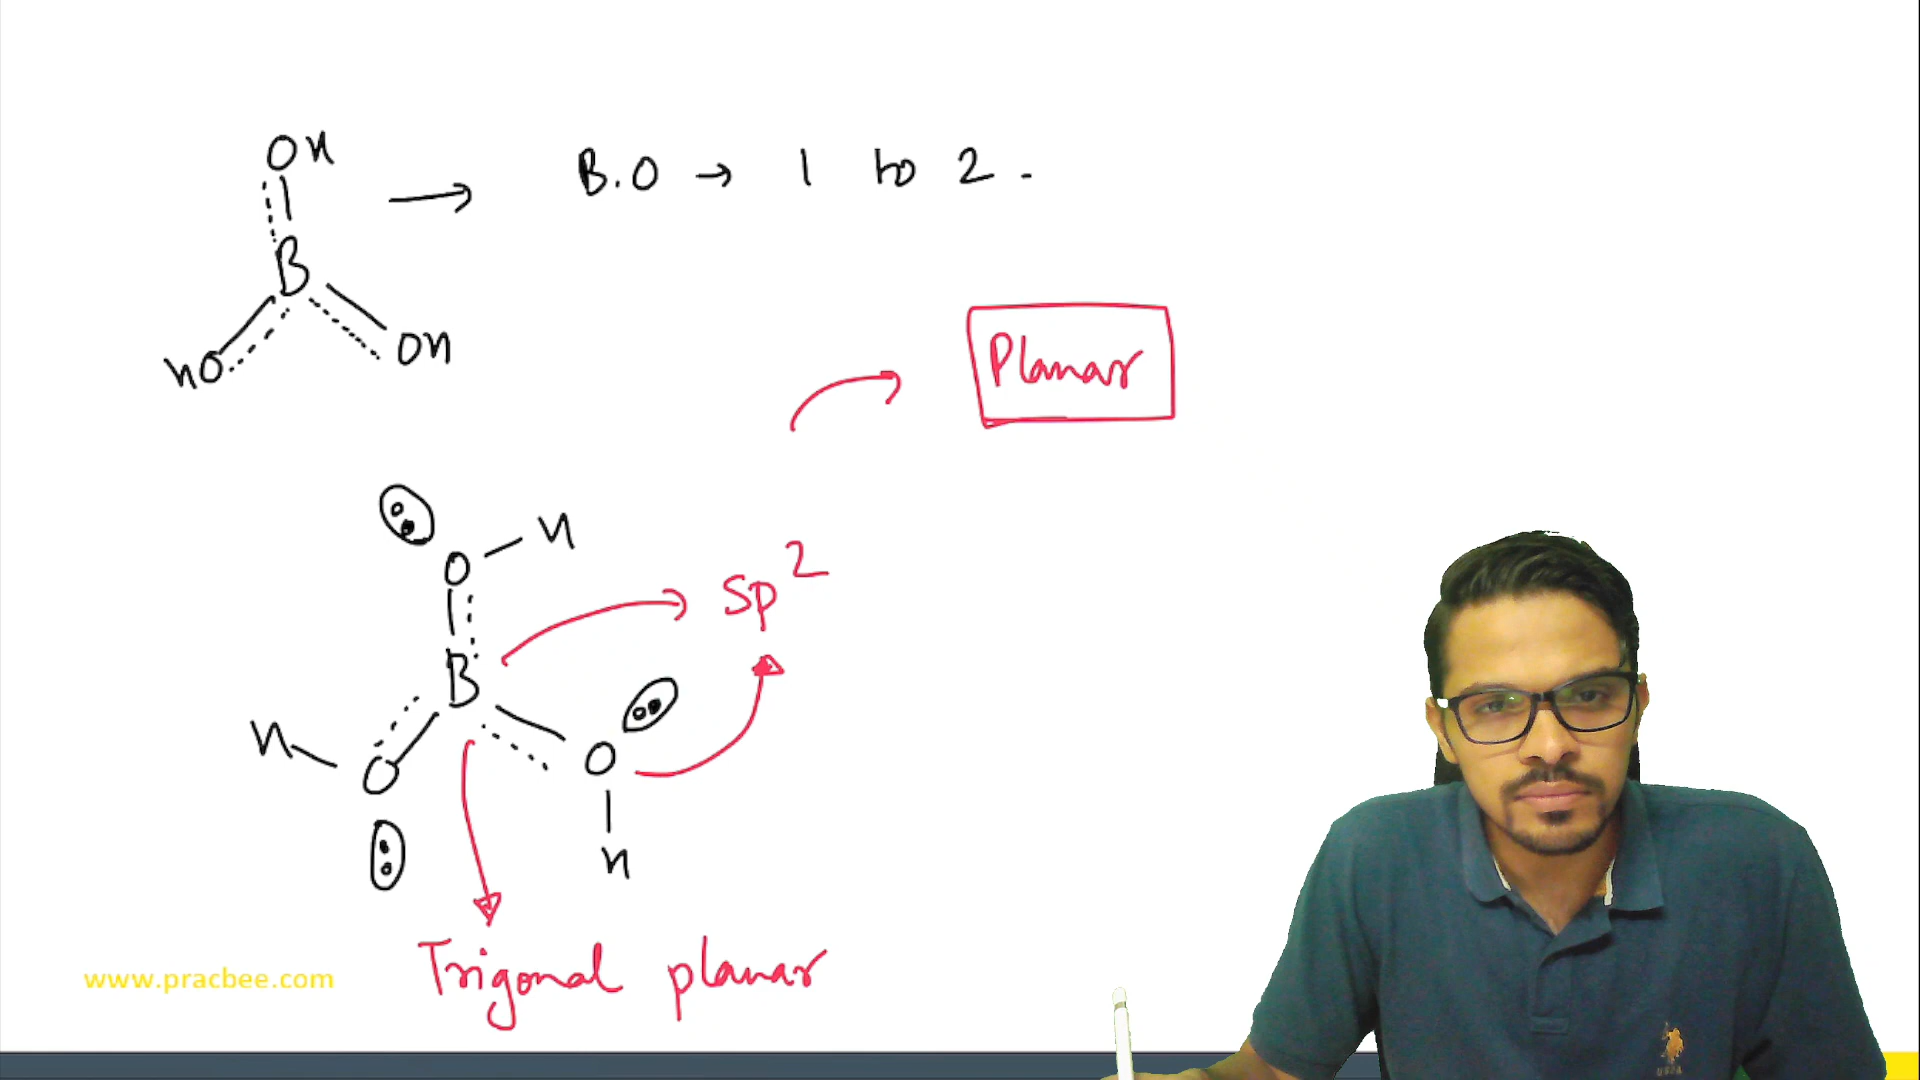 OH
B.O → 1 to 2.
B
HO
OH
Planar
O-H
sp²
B
H
O
O
H
Trigonal planar
www.pracbee.com